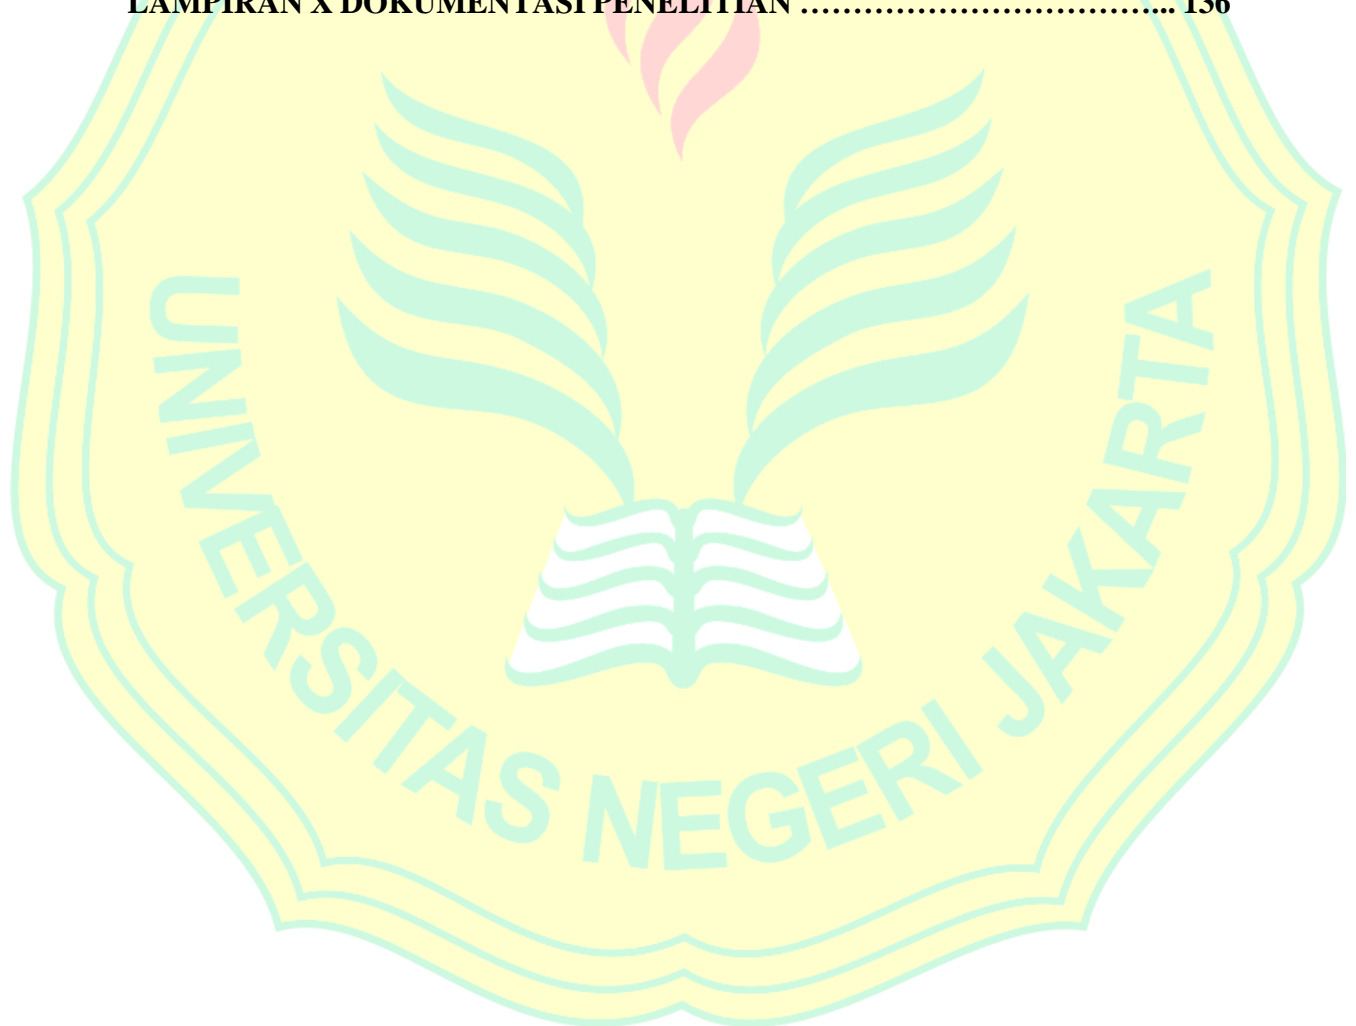 LAMPIRAN X DOKUMENTASI PENELITIAN ……………………………... 136
UNIVERSITAS NEGERI JAKARTA